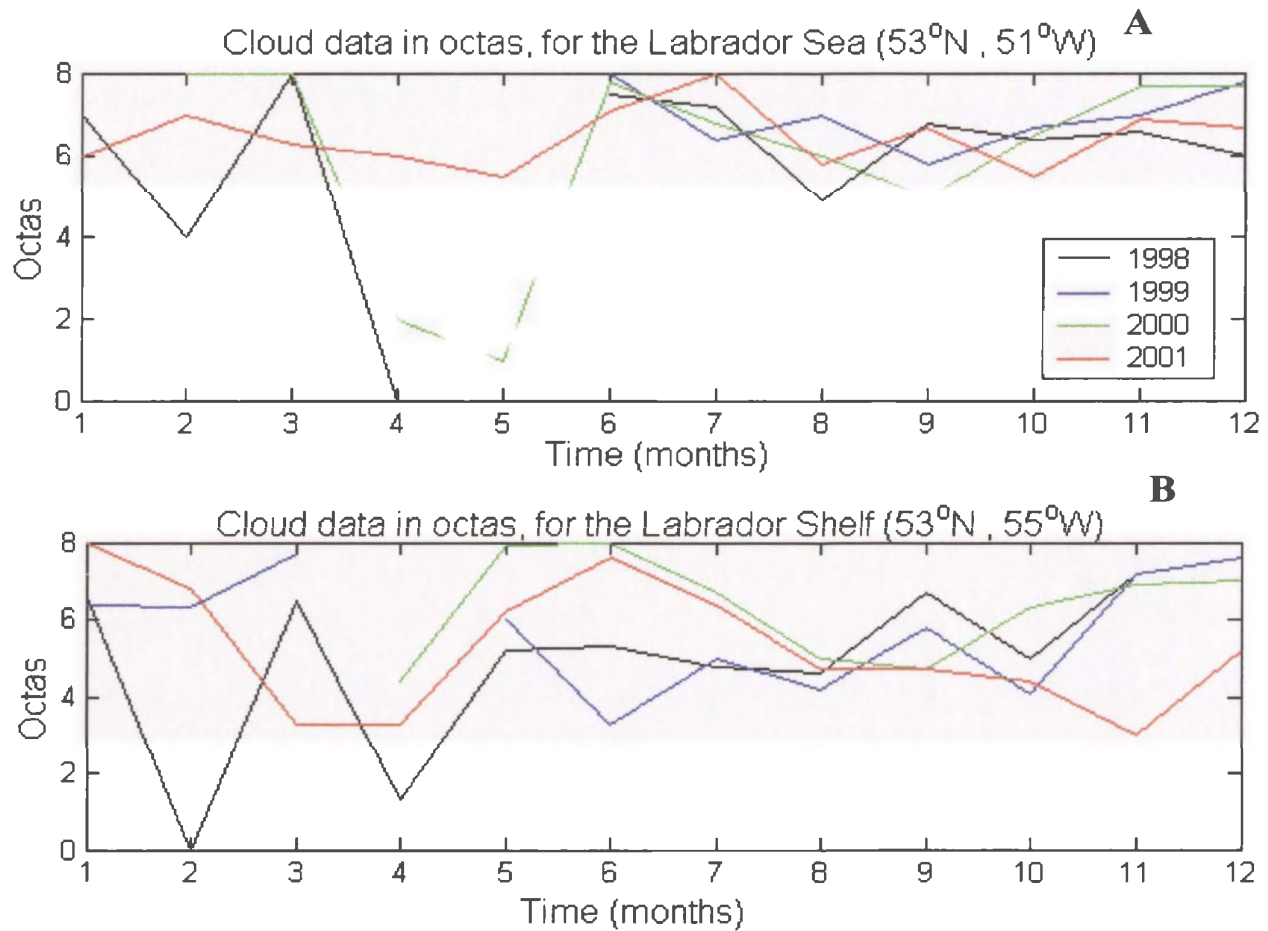 A
Cloud data in octas, for the Labrador Sea (53°N , 51°W)
8
6
4
2
0
Octas
1998
1999
2000
2001
1 2 3 4 5 6 7 8 9 10 11 12
Time (months)
B
Cloud data in octas, for the Labrador Shelf (53°N , 55°W)
8
6
4
2
0
Octas
1 2 3 4 5 6 7 8 9 10 11 12
Time (months)